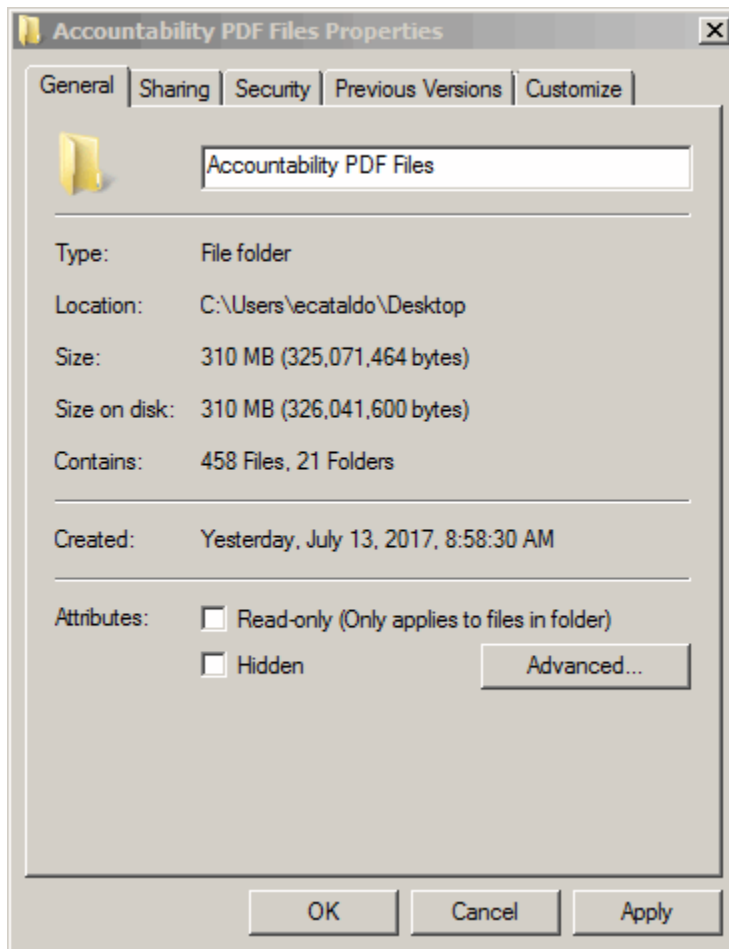 Accountability PDF Files Properties
General Sharing Security Previous Versions Customize
Accountability PDF Files
Type: File folder
Location: C:\Users\ecataldo\Desktop
Size: 310 MB (325,071,464 bytes)
Size on disk: 310 MB (326,041,600 bytes)
Contains: 458 Files, 21 Folders
Created: Yesterday, July 13, 2017, 8:58:30 AM
Attributes: Read-only (Only applies to files in folder)
Hidden Advanced...
OK Cancel Apply